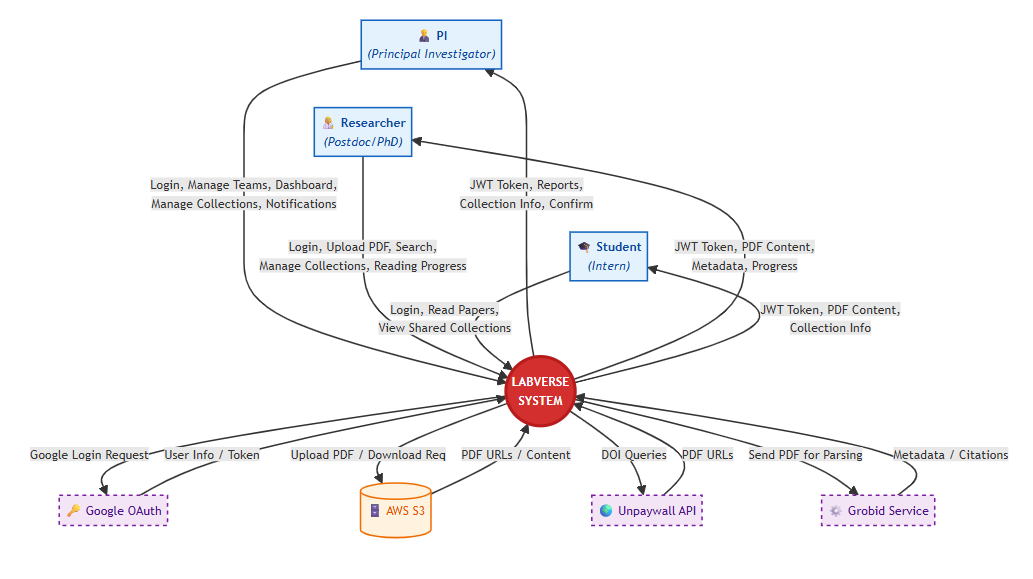 PI
(Principal Investigator)
Researcher
(Postdoc/PhD)
Login, Manage Teams, Dashboard,
Manage Collections, Notifications
JWT Token, Reports,
Collection Info, Confirm
Student
(Intern)
Login, Upload PDF, Search,
Manage Collections, Reading Progress
JWT Token, PDF Content,
Metadata, Progress
Login, Read Papers,
View Shared Collections
JWT Token, PDF Content,
Collection Info
LABVERSE
SYSTEM
Google Login Request
User Info / Token
Upload PDF / Download Req
PDF URLs / Content
DOI Queries
PDF URLs
Send PDF for Parsing
Metadata / Citations
Google OAuth
AWS S3
Unpaywall API
Grobid Service